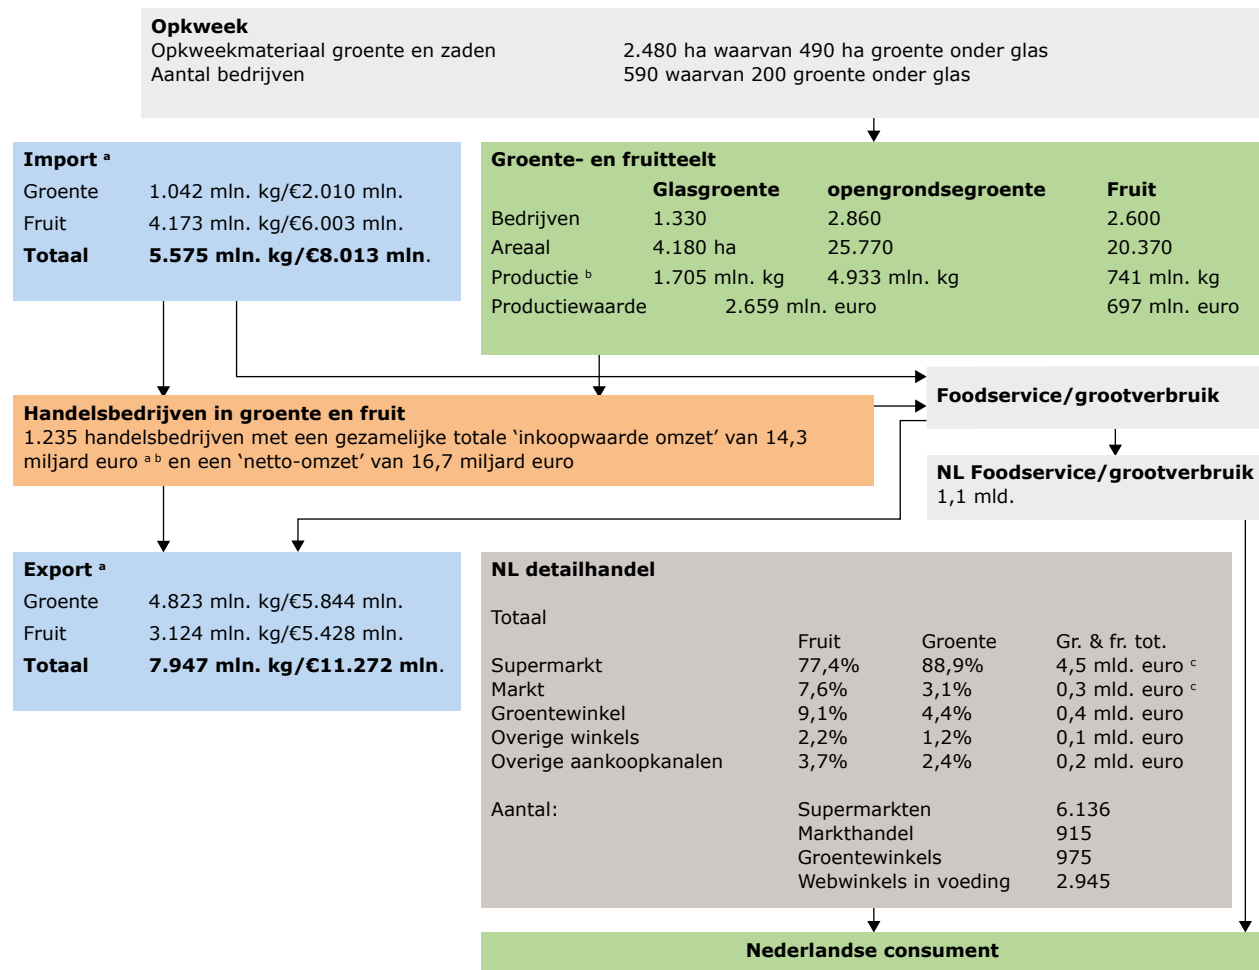 Opkweek
Opkweekmateriaal groente en zaden 2.480 ha waarvan 490 ha groente onder glas
Aantal bedrijven 590 waarvan 200 groente onder glas
Import ª
Groente 1.042 mln. kg/€2.010 mln.
Fruit 4.173 mln. kg/€6.003 mln.
Totaal 5.575 mln. kg/€8.013 mln.
Groente- en fruitteelt
Glasgroente opengrondsegroente Fruit
Bedrijven 1.330 2.860 2.600
Areaal 4.180 ha 25.770 20.370
Productie ᵇ 1.705 mln. kg 4.933 mln. kg 741 mln. kg
Productiewaarde 2.659 mln. euro 697 mln. euro
Handelsbedrijven in groente en fruit
1.235 handelsbedrijven met een gezamelijke totale ‘inkoopwaarde omzet’ van 14,3
miljard euro ª ᵇ en een ‘netto-omzet’ van 16,7 miljard euro
Foodservice/grootverbruik
NL Foodservice/grootverbruik
1,1 mld.
Export ª
Groente 4.823 mln. kg/€5.844 mln.
Fruit 3.124 mln. kg/€5.428 mln.
Totaal 7.947 mln. kg/€11.272 mln.
NL detailhandel
Totaal
Fruit Groente Gr. & fr. tot.
Supermarkt 77,4% 88,9% 4,5 mld. euro ᶜ
Markt 7,6% 3,1% 0,3 mld. euro ᶜ
Groentewinkel 9,1% 4,4% 0,4 mld. euro
Overige winkels 2,2% 1,2% 0,1 mld. euro
Overige aankoopkanalen 3,7% 2,4% 0,2 mld. euro
Aantal: Supermarkten 6.136
Markthandel 915
Groentewinkels 975
Webwinkels in voeding 2.945
Nederlandse consument